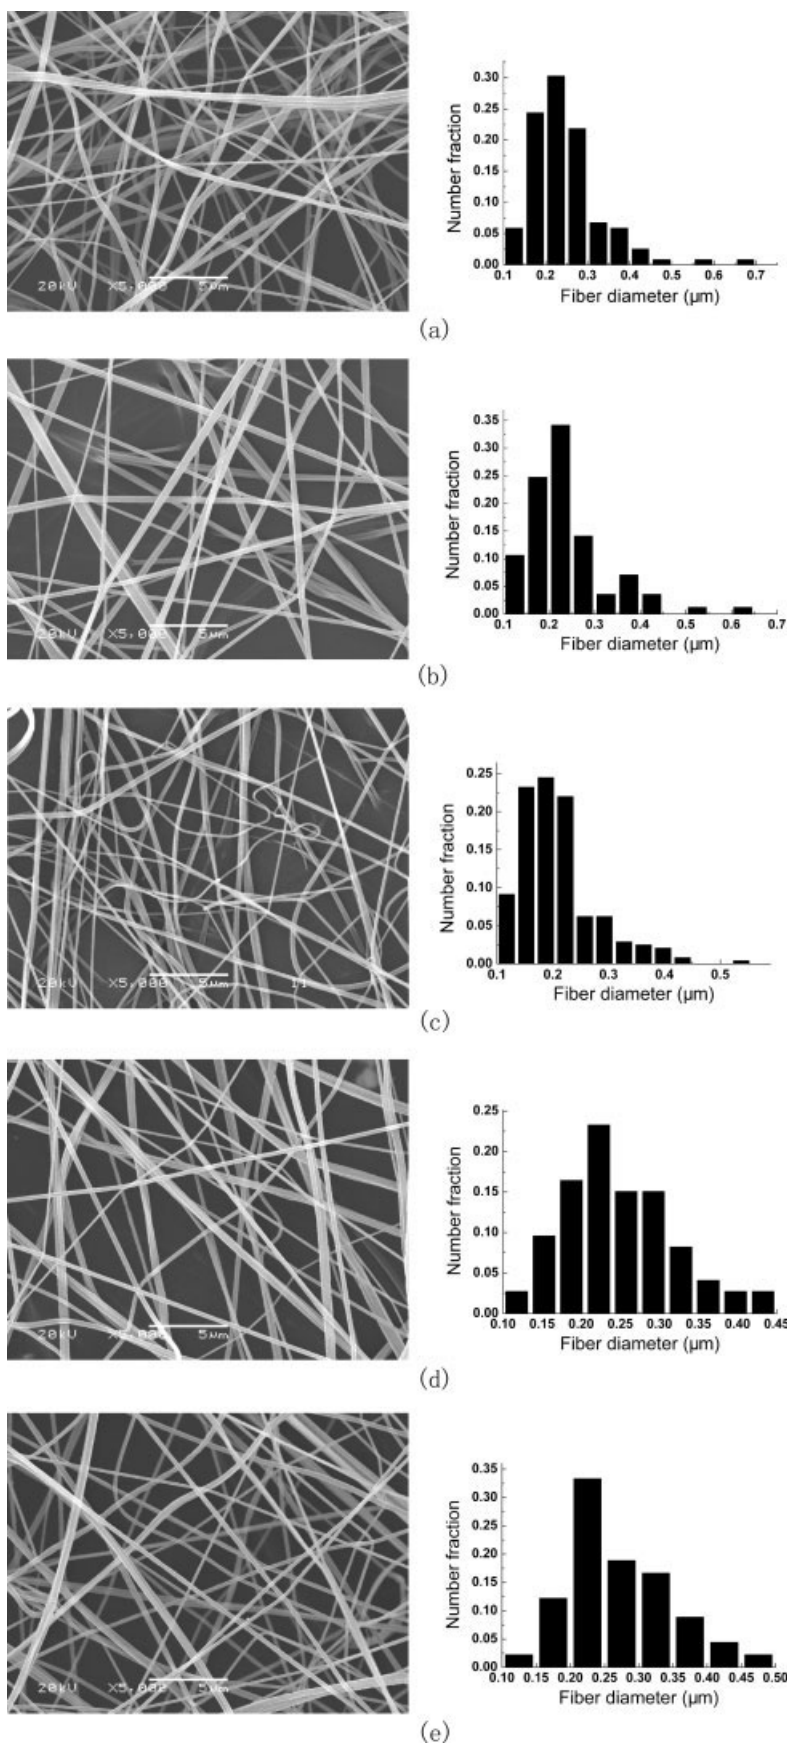 20kV X5,000 5μm
Number fraction
0.30
0.25
0.20
0.15
0.10
0.05
0.00
0.1 0.2 0.3 0.4 0.5 0.6 0.7
Fiber diameter (μm)
(a)
20kV X5,000 5μm
Number fraction
0.35
0.30
0.25
0.20
0.15
0.10
0.05
0.00
0.1 0.2 0.3 0.4 0.5 0.6 0.7
Fiber diameter (μm)
(b)
20kV X5,000 5μm 11
Number fraction
0.25
0.20
0.15
0.10
0.05
0.00
0.1 0.2 0.3 0.4 0.5
Fiber diameter (μm)
(c)
20kV X5,000 5μm
Number fraction
0.25
0.20
0.15
0.10
0.05
0.00
0.10 0.15 0.20 0.25 0.30 0.35 0.40 0.45
Fiber diameter (μm)
(d)
20kV X5,000 5μm
Number fraction
0.35
0.30
0.25
0.20
0.15
0.10
0.05
0.00
0.10 0.15 0.20 0.25 0.30 0.35 0.40 0.45 0.50
Fiber diameter (μm)
(e)